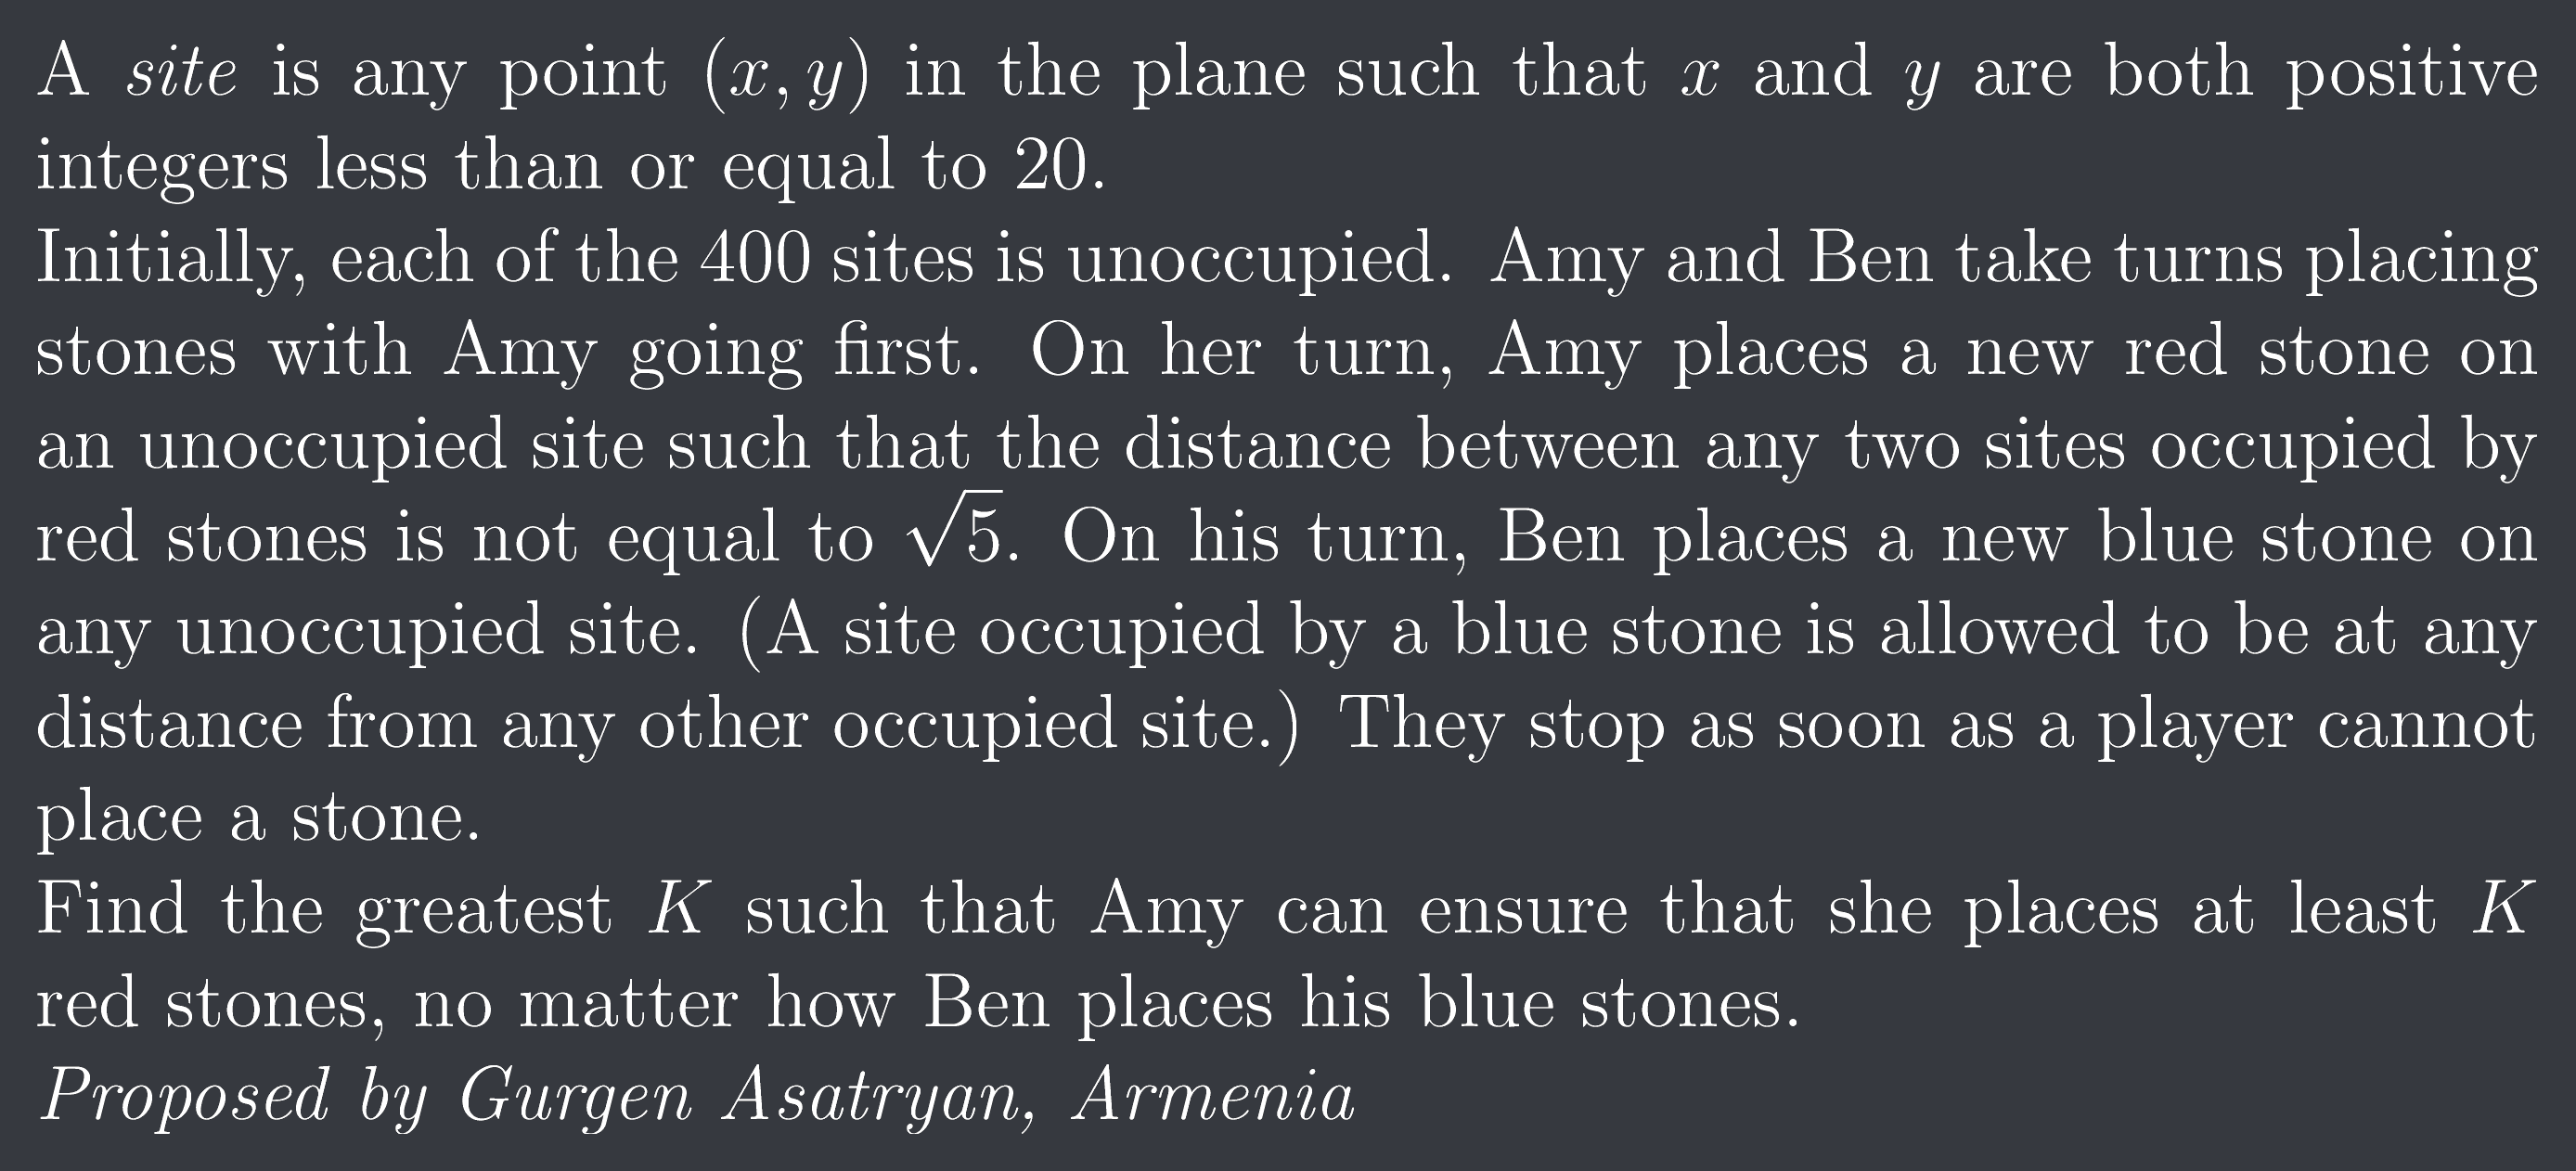 A site is any point (x, y) in the plane such that x and y are both positive
integers less than or equal to 20.
Initially, each of the 400 sites is unoccupied. Amy and Ben take turns placing
stones with Amy going first. On her turn, Amy places a new red stone on
an unoccupied site such that the distance between any two sites occupied by
red stones is not equal to √5. On his turn, Ben places a new blue stone on
any unoccupied site. (A site occupied by a blue stone is allowed to be at any
distance from any other occupied site.) They stop as soon as a player cannot
place a stone.
Find the greatest K such that Amy can ensure that she places at least K
red stones, no matter how Ben places his blue stones.
Proposed by Gurgen Asatryan, Armenia